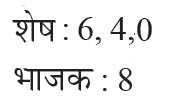 शेष : 6, 4,0
भाजक : 8